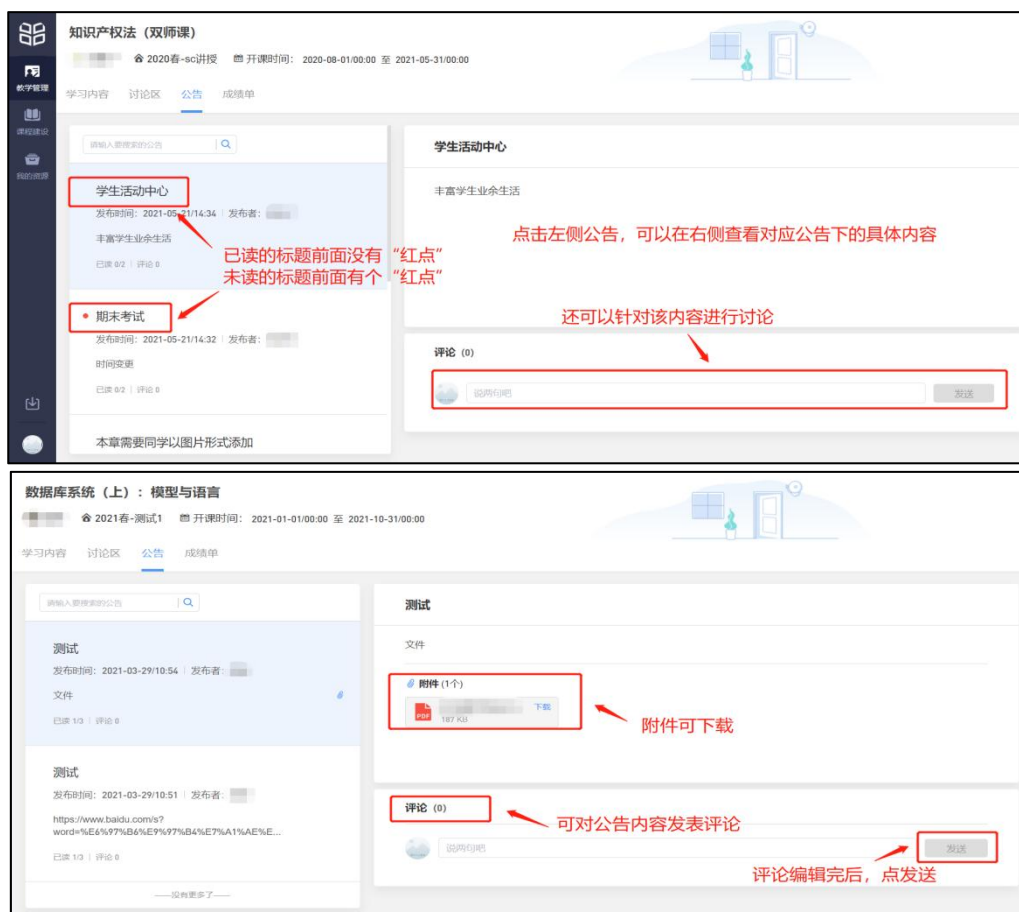 知识产权法（双师课）
2020春-sc讲授 开课时间： 2020-08-01/00:00 至 2021-05-31/00:00
学习内容 讨论区 公告 成绩单
教学管理
课程建设
我的资源
请输入要搜索的公告
学生活动中心
发布时间：2021-05-21/14:34 发布者：
丰富学生业余生活
已读 0/2 评论 0
已读的标题前面没有“红点”
未读的标题前面有个“红点”
期末考试
发布时间：2021-05-21/14:32 发布者：
时间变更
已读 0/2 评论 0
本章需要同学以图片形式添加
学生活动中心
丰富学生业余生活
点击左侧公告，可以在右侧查看对应公告下的具体内容
还可以针对该内容进行讨论
评论（0）
说两句吧 发送
数据库系统（上）：模型与语言
2021春-测试1 开课时间： 2021-01-01/00:00 至 2021-10-31/00:00
学习内容 讨论区 公告 成绩单
请输入要搜索的公告
测试
发布时间：2021-03-29/10:54 发布者：
文件
已读 1/3 评论 0
测试
发布时间：2021-03-29/10:51 发布者：
https://www.baidu.com/s?
word=%E6%97%B6%E9%97%B4%E7%A1%AE%E...
已读 1/3 评论 0
——没有更多了——
测试
文件
附件(1个)
PDF 下载
187 KB
附件可下载
评论（0）
可对公告内容发表评论
说两句吧 发送
评论编辑完后，点发送